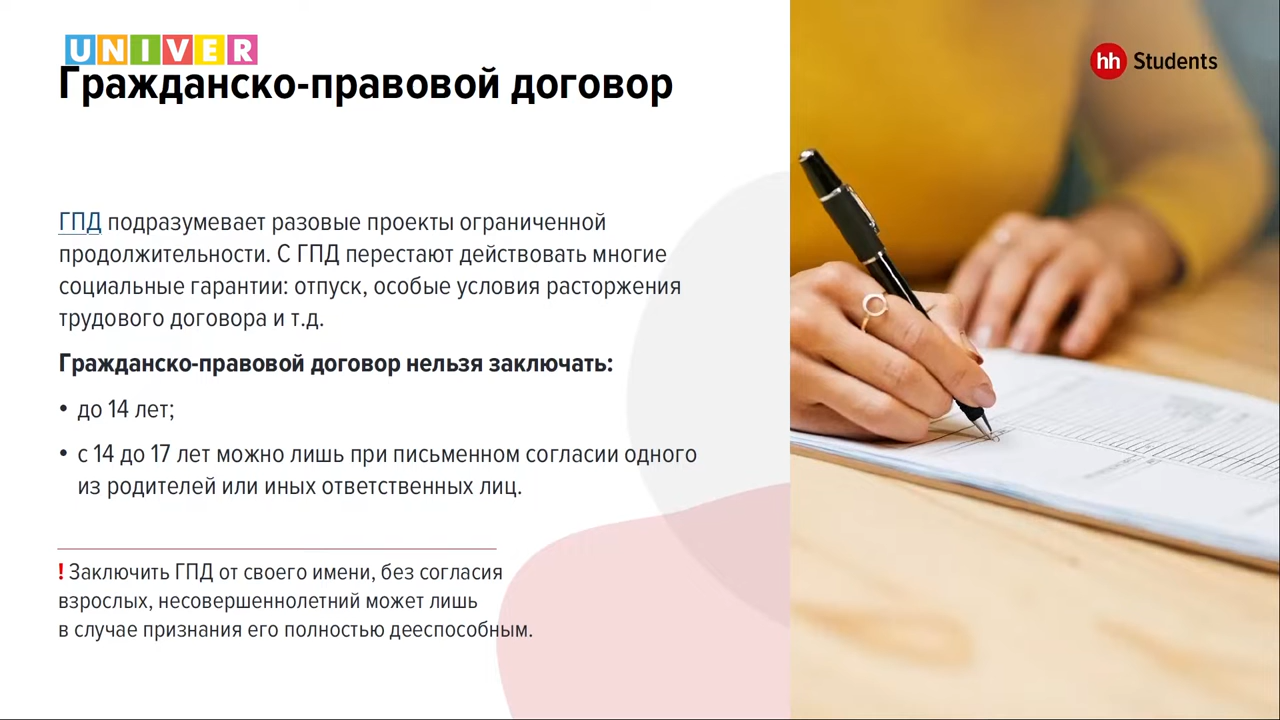 UNIVER
Гражданско-правовой договор
hh Students
ГПД подразумевает разовые проекты ограниченной
продолжительности. С ГПД перестают действовать многие
социальные гарантии: отпуск, особые условия расторжения
трудового договора и т.д.
Гражданско-правовой договор нельзя заключать:
• до 14 лет;
• с 14 до 17 лет можно лишь при письменном согласии одного
из родителей или иных ответственных лиц.
! Заключить ГПД от своего имени, без согласия
взрослых, несовершеннолетний может лишь
в случае признания его полностью дееспособным.